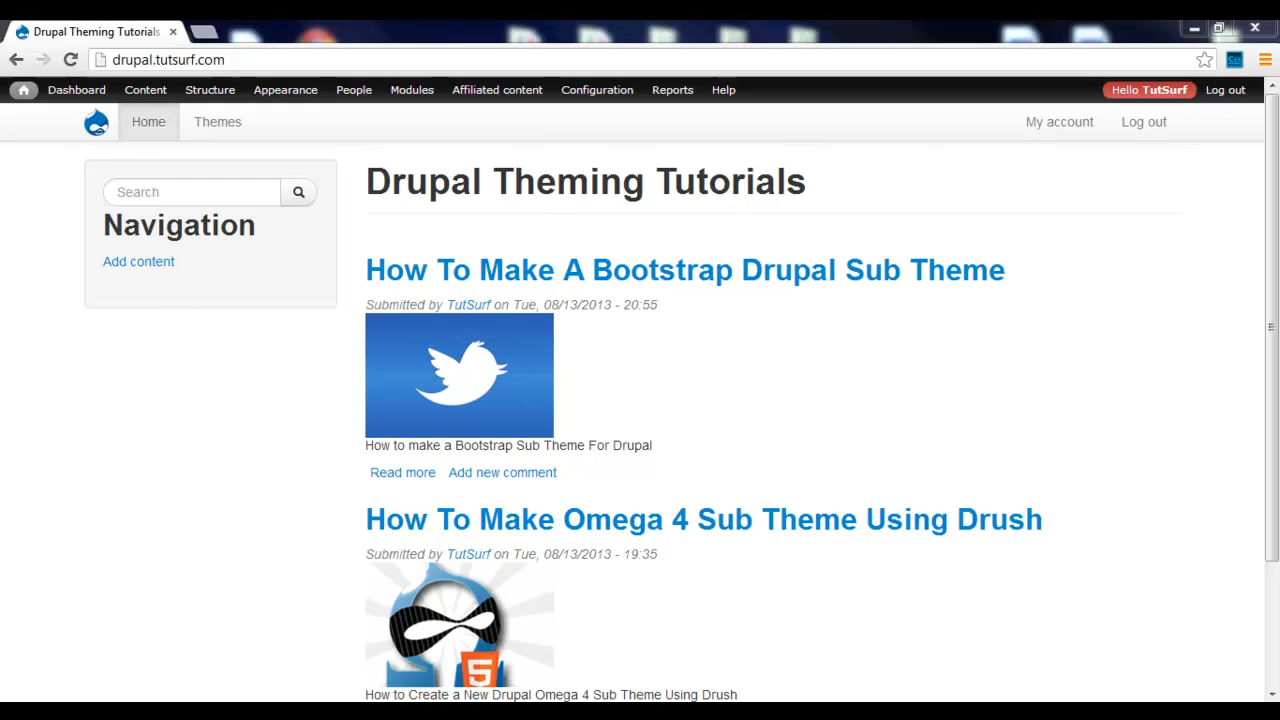 Drupal Theming Tutorials
drupal.tutsurf.com
Css
Dashboard Content Structure Appearance People Modules Affiliated content Configuration Reports Help Hello TutSurf Log out
Home Themes My account Log out
Search
Navigation
Add content
Drupal Theming Tutorials
How To Make A Bootstrap Drupal Sub Theme
Submitted by TutSurf on Tue, 08/13/2013 - 20:55
How to make a Bootstrap Sub Theme For Drupal
Read more Add new comment
How To Make Omega 4 Sub Theme Using Drush
Submitted by TutSurf on Tue, 08/13/2013 - 19:35
5
How to Create a New Drupal Omega 4 Sub Theme Using Drush